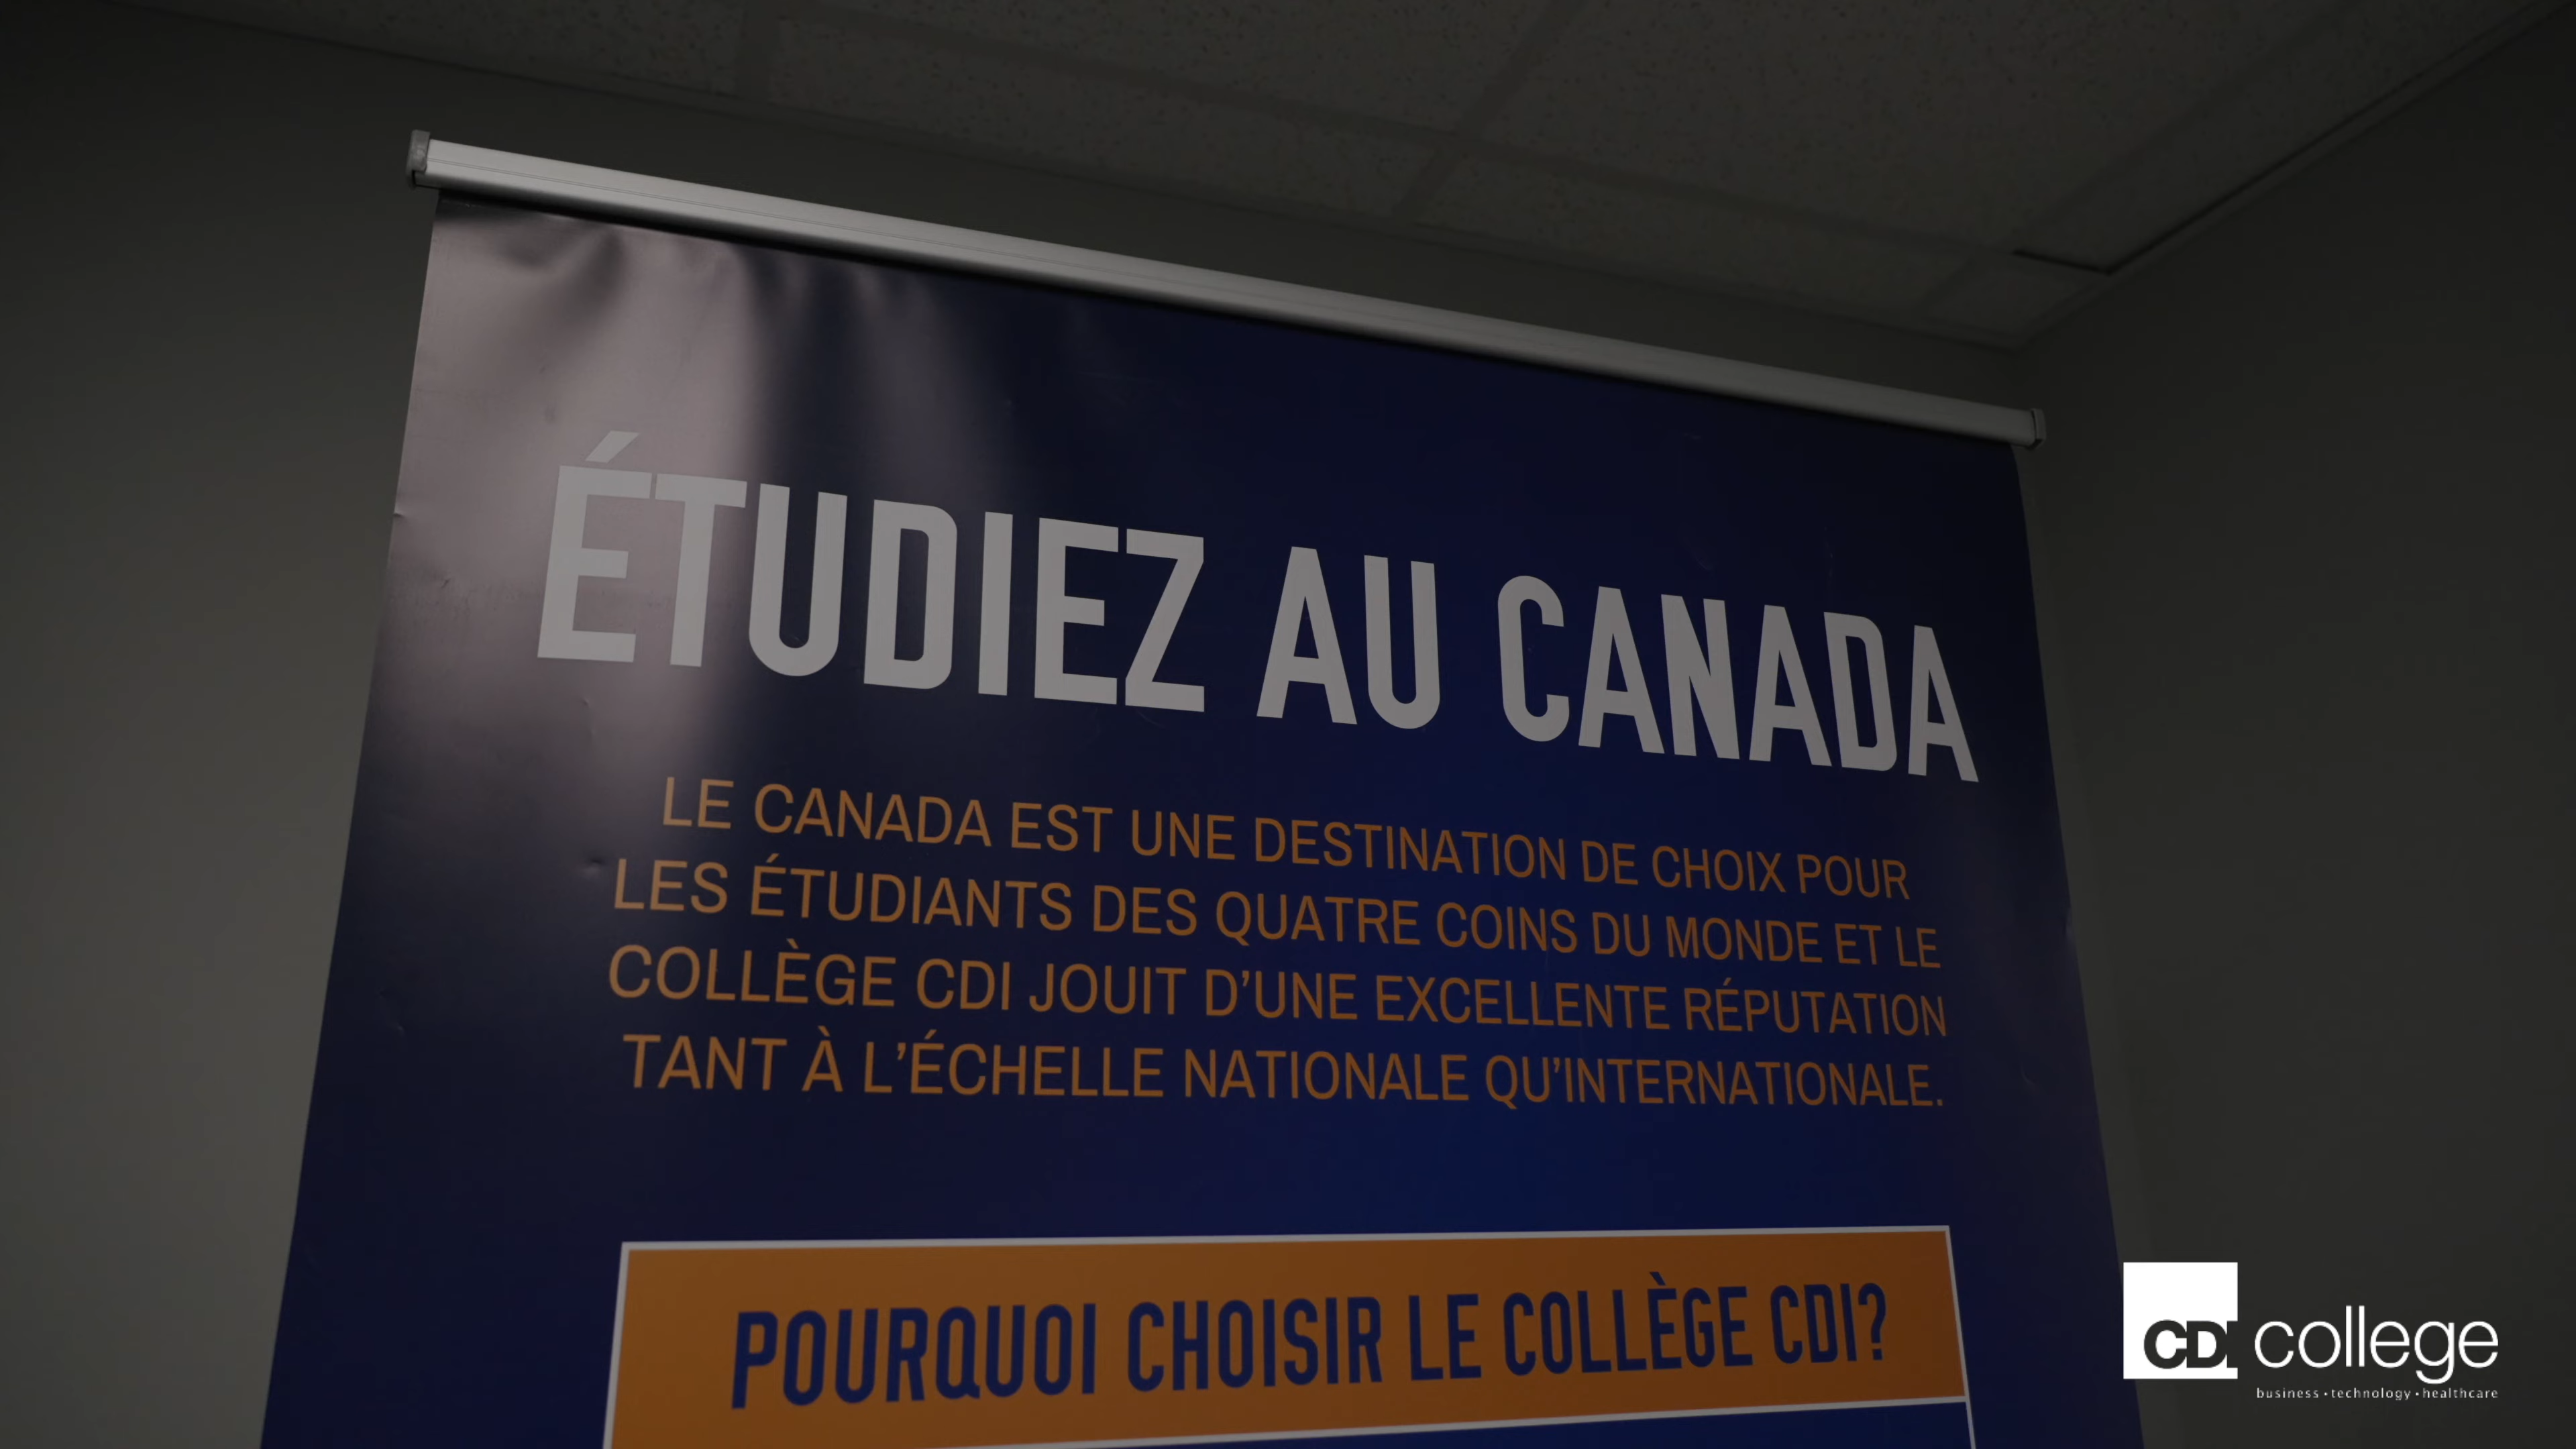 ÉTUDIEZ AU CANADA
LE CANADA EST UNE DESTINATION DE CHOIX POUR
LES ÉTUDIANTS DES QUATRE COINS DU MONDE ET LE
COLLÈGE CDI JOUIT D'UNE EXCELLENTE RÉPUTATION
TANT À L'ÉCHELLE NATIONALE QU'INTERNATIONALE.
POURQUOI CHOISIR LE COLLÈGE CDI?
CDI college
business • technology • healthcare